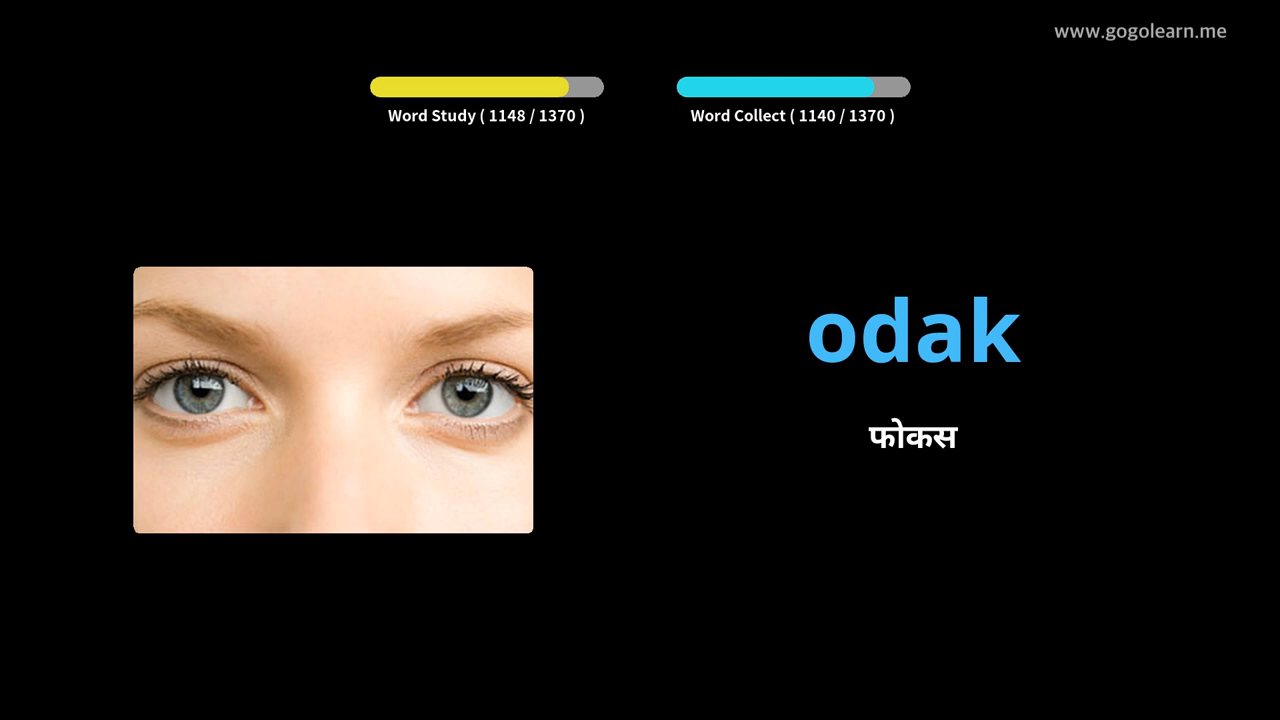 www.gogolearn.me
Word Study ( 1148 / 1370 )
Word Collect ( 1140 / 1370 )
odak
फोकस